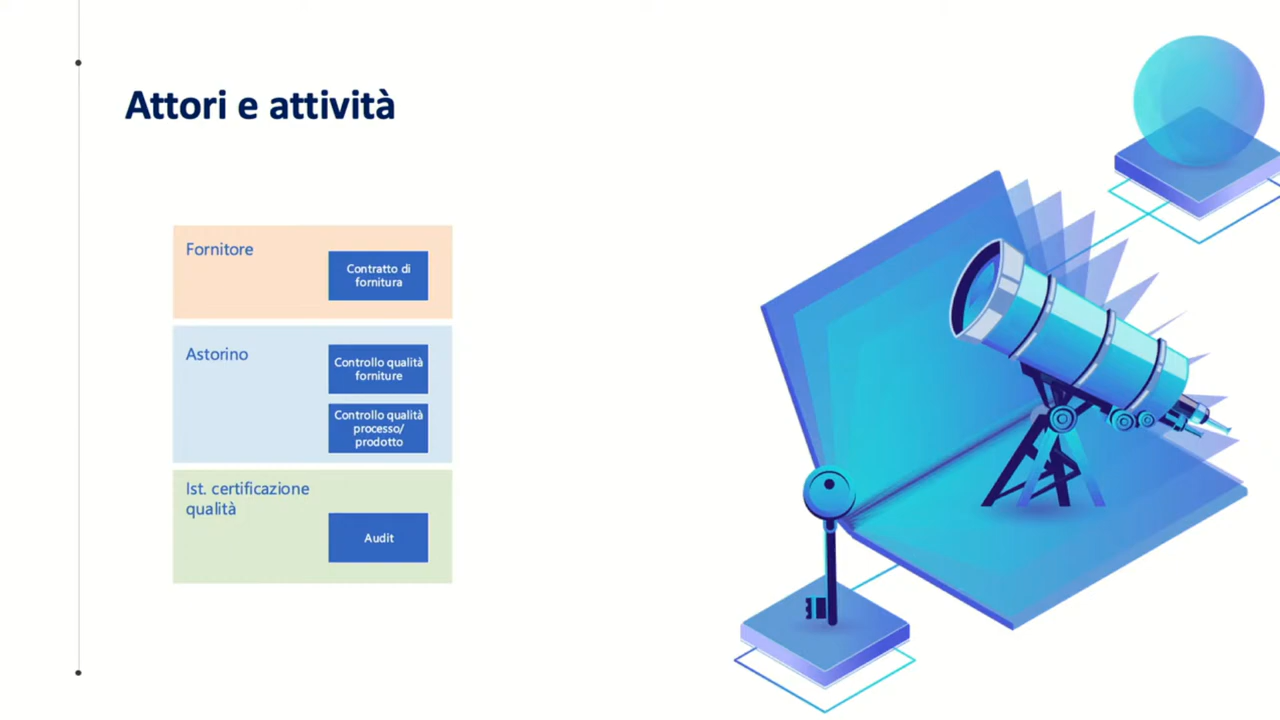 Attori e attività
Fornitore
Contratto di
fornitura
Astorino
Controllo qualità
forniture
Controllo qualità
processo/
prodotto
Ist. certificazione
qualità
Audit